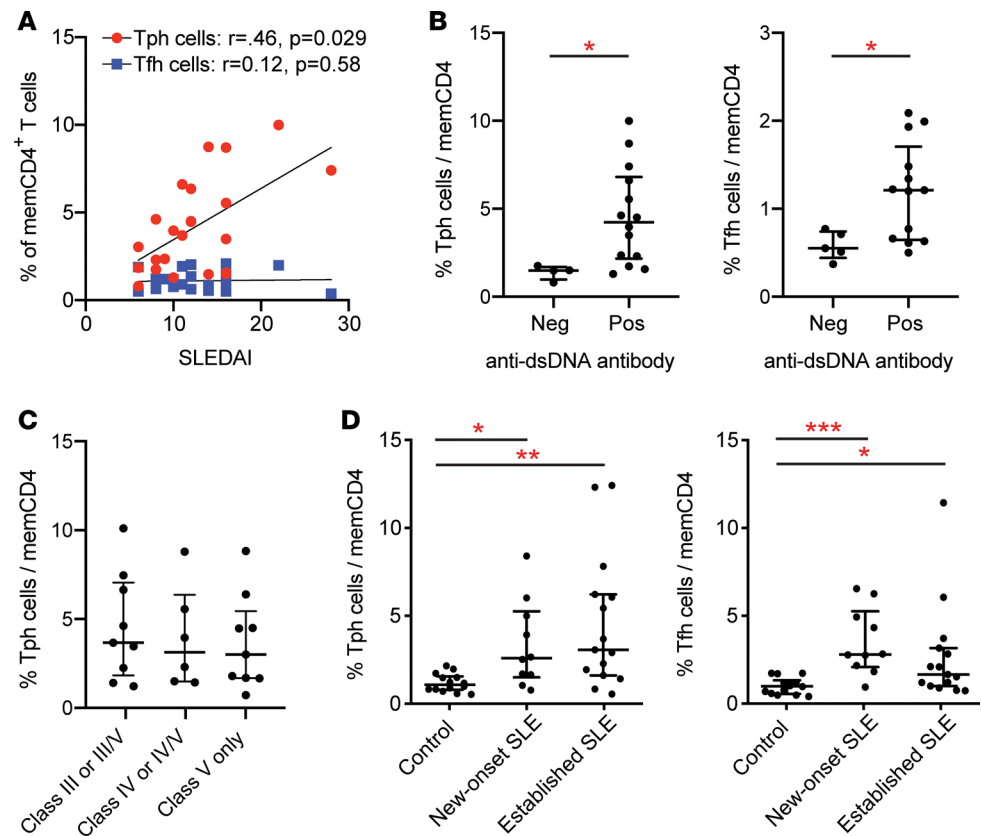 A
Tph cells: r=.46, p=0.029
Tfh cells: r=0.12, p=0.58
% of memCD4+ T cells
15
10
5
0
0 10 20 30
SLEDAI
B
% Tph cells / memCD4
15
10
5
0
*
Neg Pos
anti-dsDNA antibody
% Tfh cells / memCD4
3
2
1
0
*
Neg Pos
anti-dsDNA antibody
C
% Tph cells / memCD4
15
10
5
0
Class III or III/V
Class IV or IV/V
Class V only
D
% Tph cells / memCD4
15
10
5
0
*
**
Control
New-onset SLE
Established SLE
% Tfh cells / memCD4
15
10
5
0
***
*
Control
New-onset SLE
Established SLE